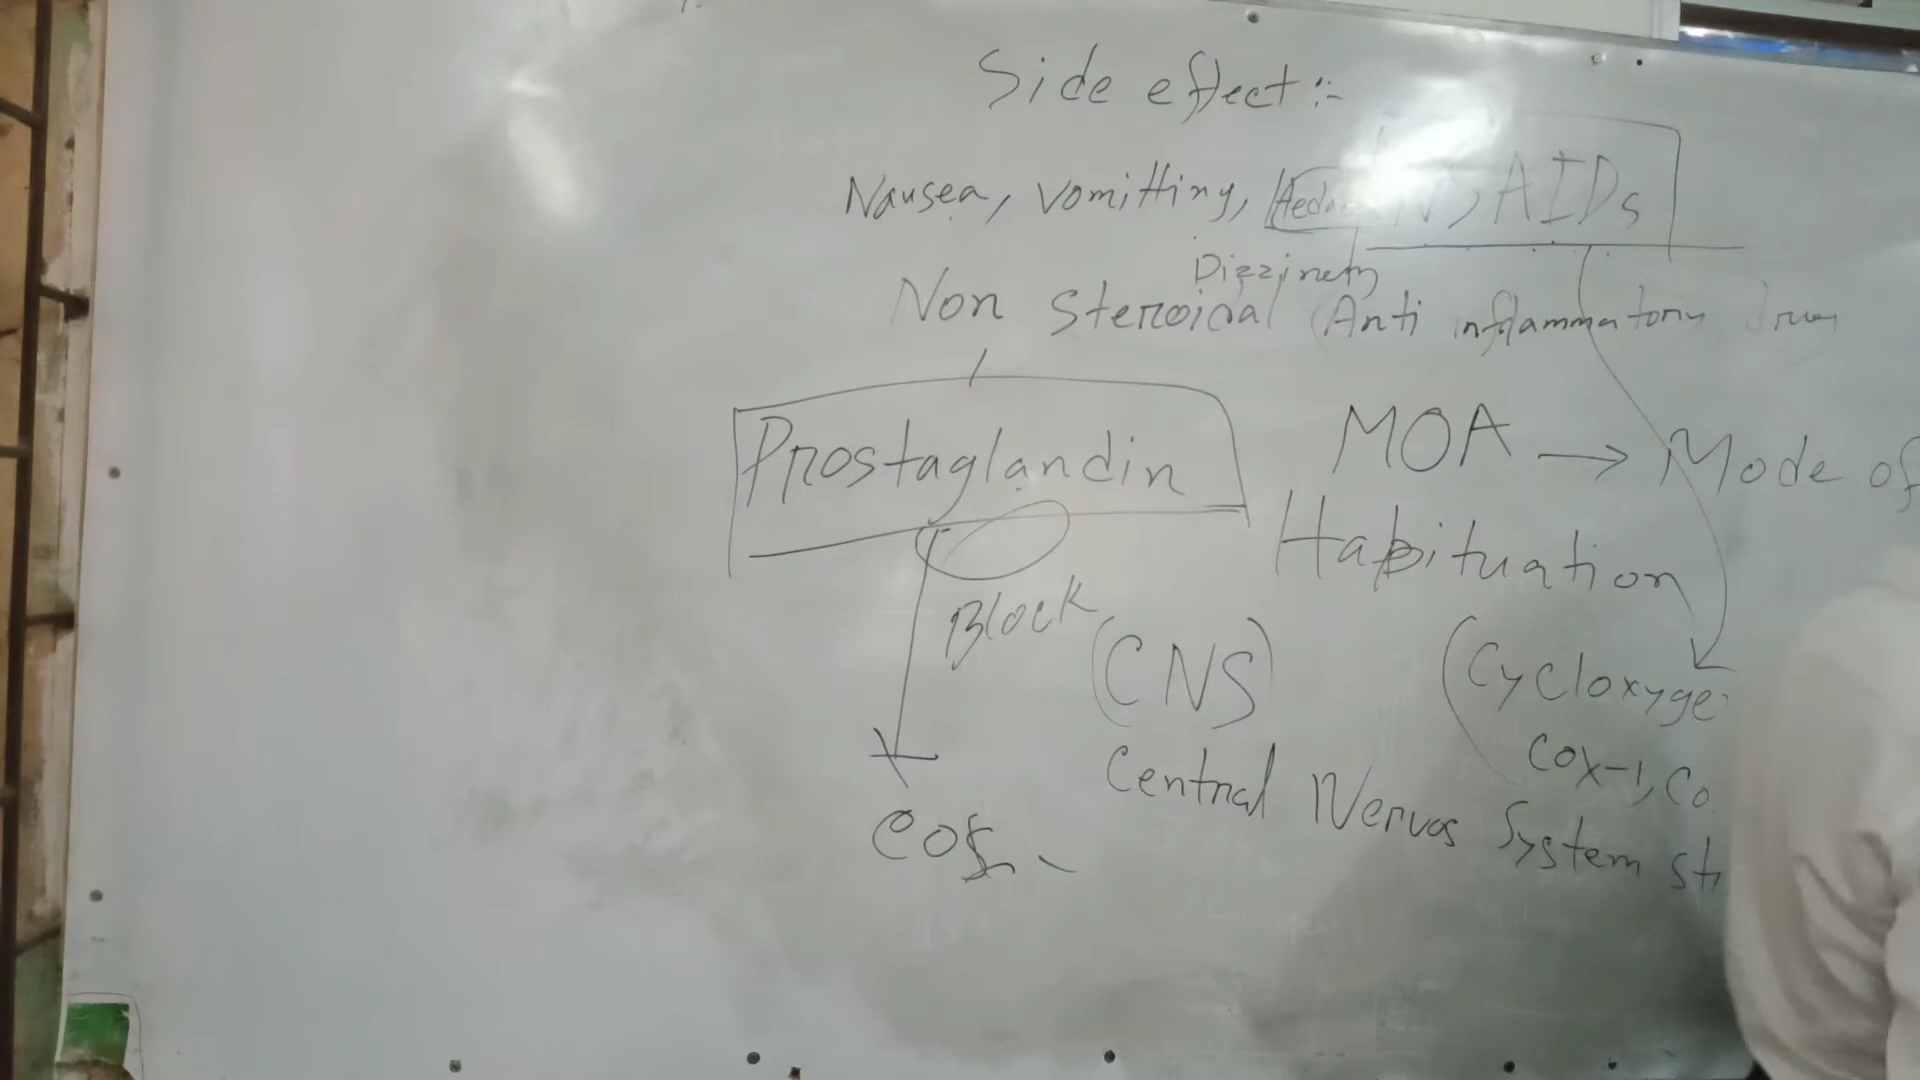 Side effect :-
Nausea, vomitting,
NSAIDs
Dizziness
Non steroidal Anti inflammatory
Prostaglandin
MOA → Mode of
Habituation
Block
(CNS)
(Cycloxyge
Cox-1, Co
Central Nervos System st